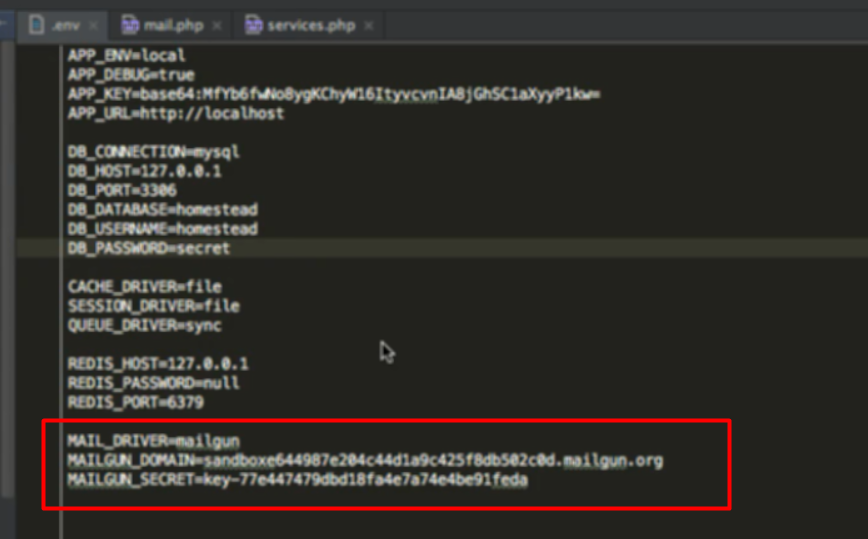 .env mail.php services.php
APP_ENV=local
APP_DEBUG=true
APP_KEY=base64:MfYb6fwNo8ygKChyW16ItyvcvnIA8jGhSC1aXyyP1kw=
APP_URL=http://localhost
DB_CONNECTION=mysql
DB_HOST=127.0.0.1
DB_PORT=3306
DB_DATABASE=homestead
DB_USERNAME=homestead
DB_PASSWORD=secret
CACHE_DRIVER=file
SESSION_DRIVER=file
QUEUE_DRIVER=sync
REDIS_HOST=127.0.0.1
REDIS_PASSWORD=null
REDIS_PORT=6379
MAIL_DRIVER=mailgun
MAILGUN_DOMAIN=sandboxe644987e204c44d1a9c425f8db502c0d.mailgun.org
MAILGUN_SECRET=key-77e447479dbd18fa4e7a74e4be91feda